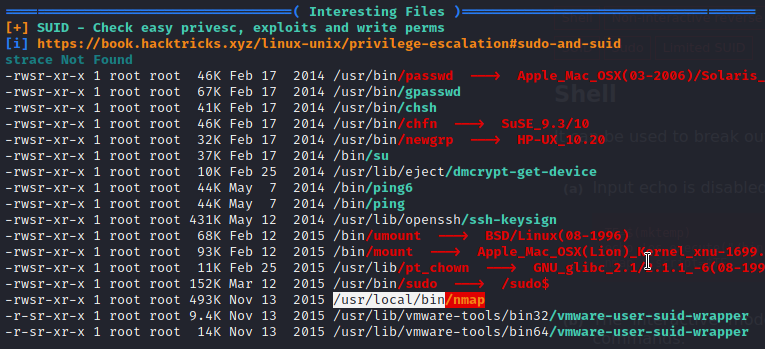 ( Interesting Files )
[+] SUID - Check easy privesc, exploits and write perms
[i] https://book.hacktricks.xyz/linux-unix/privilege-escalation#sudo-and-suid
strace Not Found
-rwsr-xr-x 1 root root 46K Feb 17 2014 /usr/bin/passwd ---> Apple_Mac_OSX(03-2006)/Solaris_
-rwsr-xr-x 1 root root 67K Feb 17 2014 /usr/bin/gpasswd
-rwsr-xr-x 1 root root 41K Feb 17 2014 /usr/bin/chsh
-rwsr-xr-x 1 root root 46K Feb 17 2014 /usr/bin/chfn ---> SuSE_9.3/10
-rwsr-xr-x 1 root root 32K Feb 17 2014 /usr/bin/newgrp ---> HP-UX_10.20
-rwsr-xr-x 1 root root 37K Feb 17 2014 /bin/su
-rwsr-xr-x 1 root root 10K Feb 25 2014 /usr/lib/eject/dmcrypt-get-device
-rwsr-xr-x 1 root root 44K May 7 2014 /bin/ping6
-rwsr-xr-x 1 root root 44K May 7 2014 /bin/ping
-rwsr-xr-x 1 root root 431K May 12 2014 /usr/lib/openssh/ssh-keysign
-rwsr-xr-x 1 root root 68K Feb 12 2015 /bin/umount ---> BSD/Linux(08-1996)
-rwsr-xr-x 1 root root 93K Feb 12 2015 /bin/mount ---> Apple_Mac_OSX(Lion)_Kernel_xnu-1699.
-rwsr-xr-x 1 root root 11K Feb 25 2015 /usr/lib/pt_chown ---> GNU_glibc_2.1/2.1.1_-6(08-199
-rwsr-xr-x 1 root root 152K Mar 12 2015 /usr/bin/sudo ---> /sudo$
-rwsr-xr-x 1 root root 493K Nov 13 2015 /usr/local/bin/nmap
-r-sr-xr-x 1 root root 9.4K Nov 13 2015 /usr/lib/vmware-tools/bin32/vmware-user-suid-wrapper
-r-sr-xr-x 1 root root 14K Nov 13 2015 /usr/lib/vmware-tools/bin64/vmware-user-suid-wrapper
Shell
be used to break ou
(a) Input echo is disabled
commands.